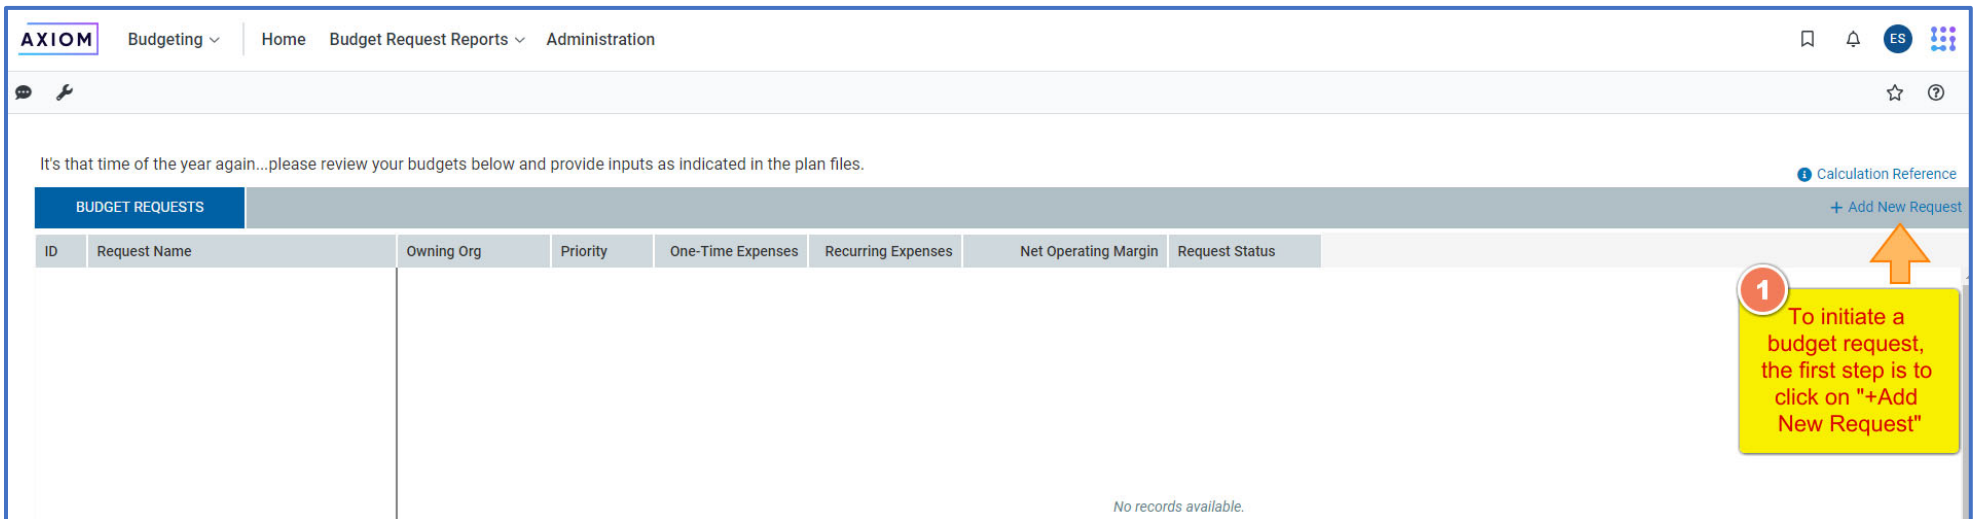 AXIOM Budgeting Home Budget Request Reports Administration ES
It's that time of the year again...please review your budgets below and provide inputs as indicated in the plan files.
Calculation Reference
BUDGET REQUESTS + Add New Request
ID Request Name Owning Org Priority One-Time Expenses Recurring Expenses Net Operating Margin Request Status
1
To initiate a
budget request,
the first step is to
click on "+Add
New Request"
No records available.